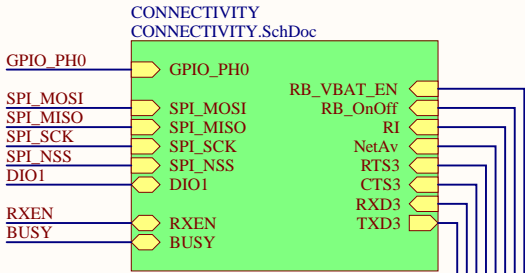 CONNECTIVITY
CONNECTIVITY.SchDoc
GPIO_PH0
SPI_MOSI
SPI_MISO
SPI_SCK
SPI_NSS
DIO1
RXEN
BUSY
GPIO_PH0
SPI_MOSI
SPI_MISO
SPI_SCK
SPI_NSS
DIO1
RXEN
BUSY
RB_VBAT_EN
RB_OnOff
RI
NetAv
RTS3
CTS3
RXD3
TXD3